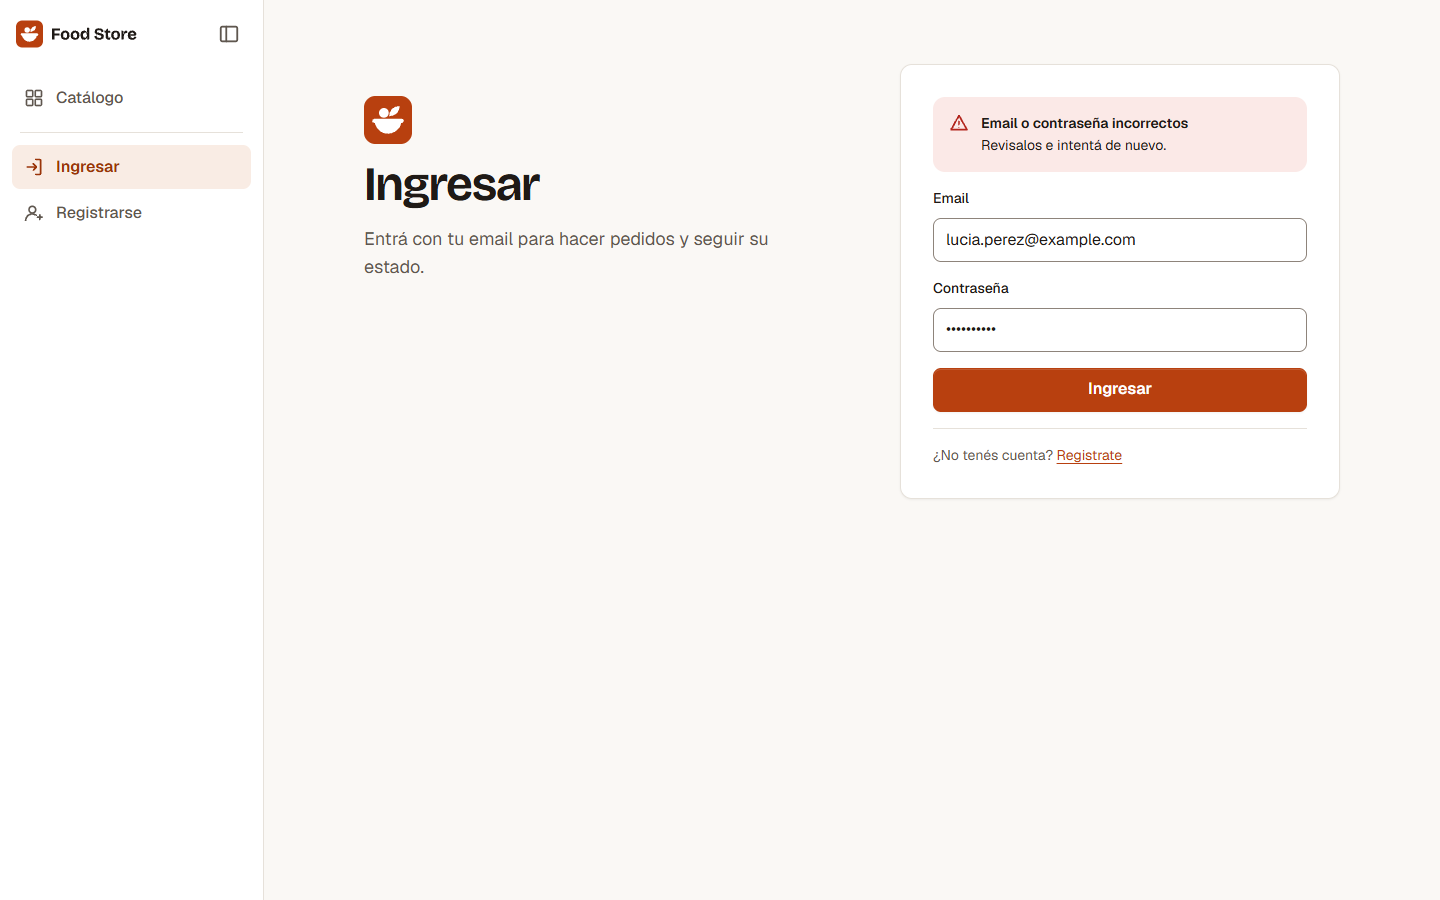 Food Store
Catálogo
Ingresar
Registrarse
Ingresar
Entrá con tu email para hacer pedidos y seguir su
estado.
Email o contraseña incorrectos
Revisalos e intentá de nuevo.
Email
lucia.perez@example.com
Contraseña
••••••••••
Ingresar
¿No tenés cuenta? Registrate